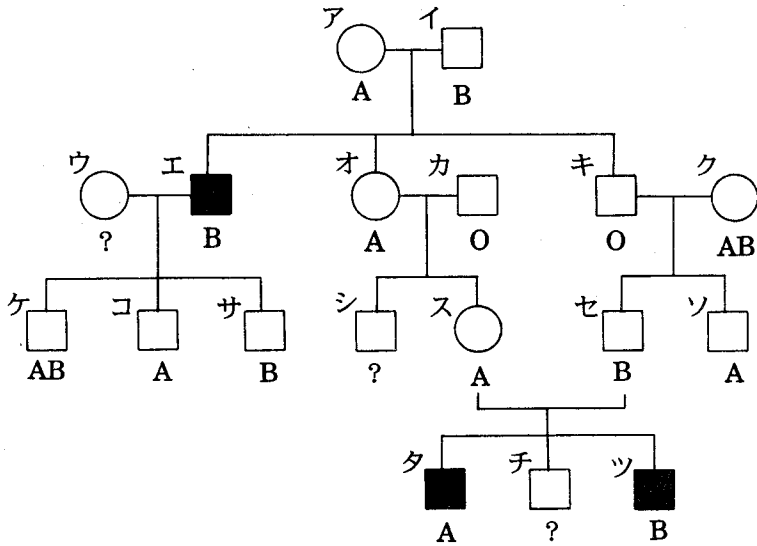 ア イ
A B
ウ エ オ カ キ ク
? B A O O AB
ケ コ サ シ ス セ ソ
AB A B ? A B A
タ チ ツ
A ? B